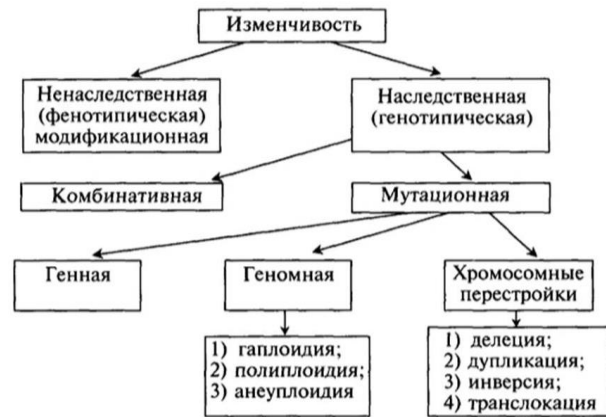 Изменчивость
Ненаследственная
(фенотипическая)
модификационная
Наследственная
(генотипическая)
Комбинативная
Мутационная
Генная
Геномная
Хромосомные
перестройки
1) гаплоидия;
2) полиплоидия;
3) анеуплоидия
1) делеция;
2) дупликация;
3) инверсия;
4) транслокация